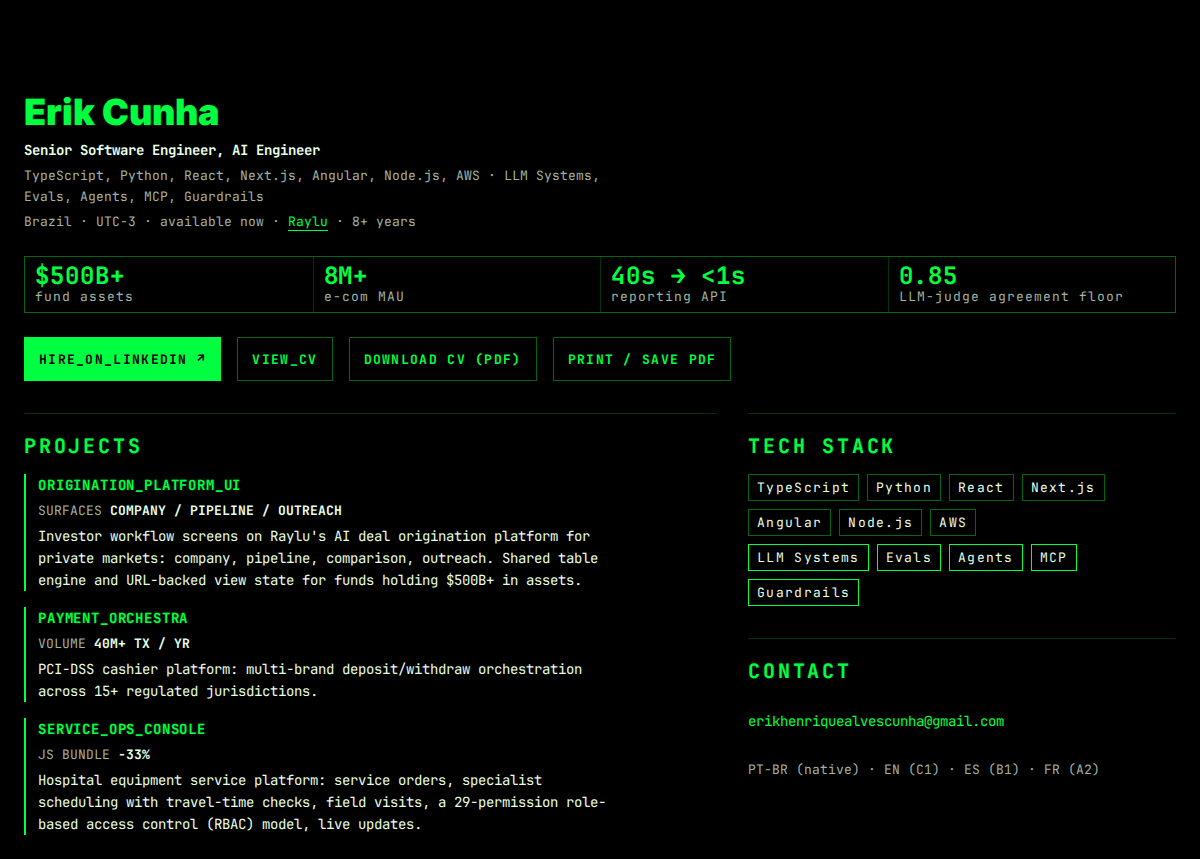 Erik Cunha
Senior Software Engineer, AI Engineer
TypeScript, Python, React, Next.js, Angular, Node.js, AWS · LLM Systems,
Evals, Agents, MCP, Guardrails
Brazil · UTC-3 · available now · Raylu · 8+ years
$500B+
fund assets
8M+
e-com MAU
40s → <1s
reporting API
0.85
LLM-judge agreement floor
HIRE_ON_LINKEDIN ↗
VIEW_CV
DOWNLOAD CV (PDF)
PRINT / SAVE PDF
PROJECTS
ORIGINATION_PLATFORM_UI
SURFACES COMPANY / PIPELINE / OUTREACH
Investor workflow screens on Raylu's AI deal origination platform for
private markets: company, pipeline, comparison, outreach. Shared table
engine and URL-backed view state for funds holding $500B+ in assets.
PAYMENT_ORCHESTRA
VOLUME 40M+ TX / YR
PCI-DSS cashier platform: multi-brand deposit/withdraw orchestration
across 15+ regulated jurisdictions.
SERVICE_OPS_CONSOLE
JS BUNDLE -33%
Hospital equipment service platform: service orders, specialist
scheduling with travel-time checks, field visits, a 29-permission role-
based access control (RBAC) model, live updates.
TECH STACK
TypeScript
Python
React
Next.js
Angular
Node.js
AWS
LLM Systems
Evals
Agents
MCP
Guardrails
CONTACT
erikhenriquealvescunha@gmail.com
PT-BR (native) · EN (C1) · ES (B1) · FR (A2)